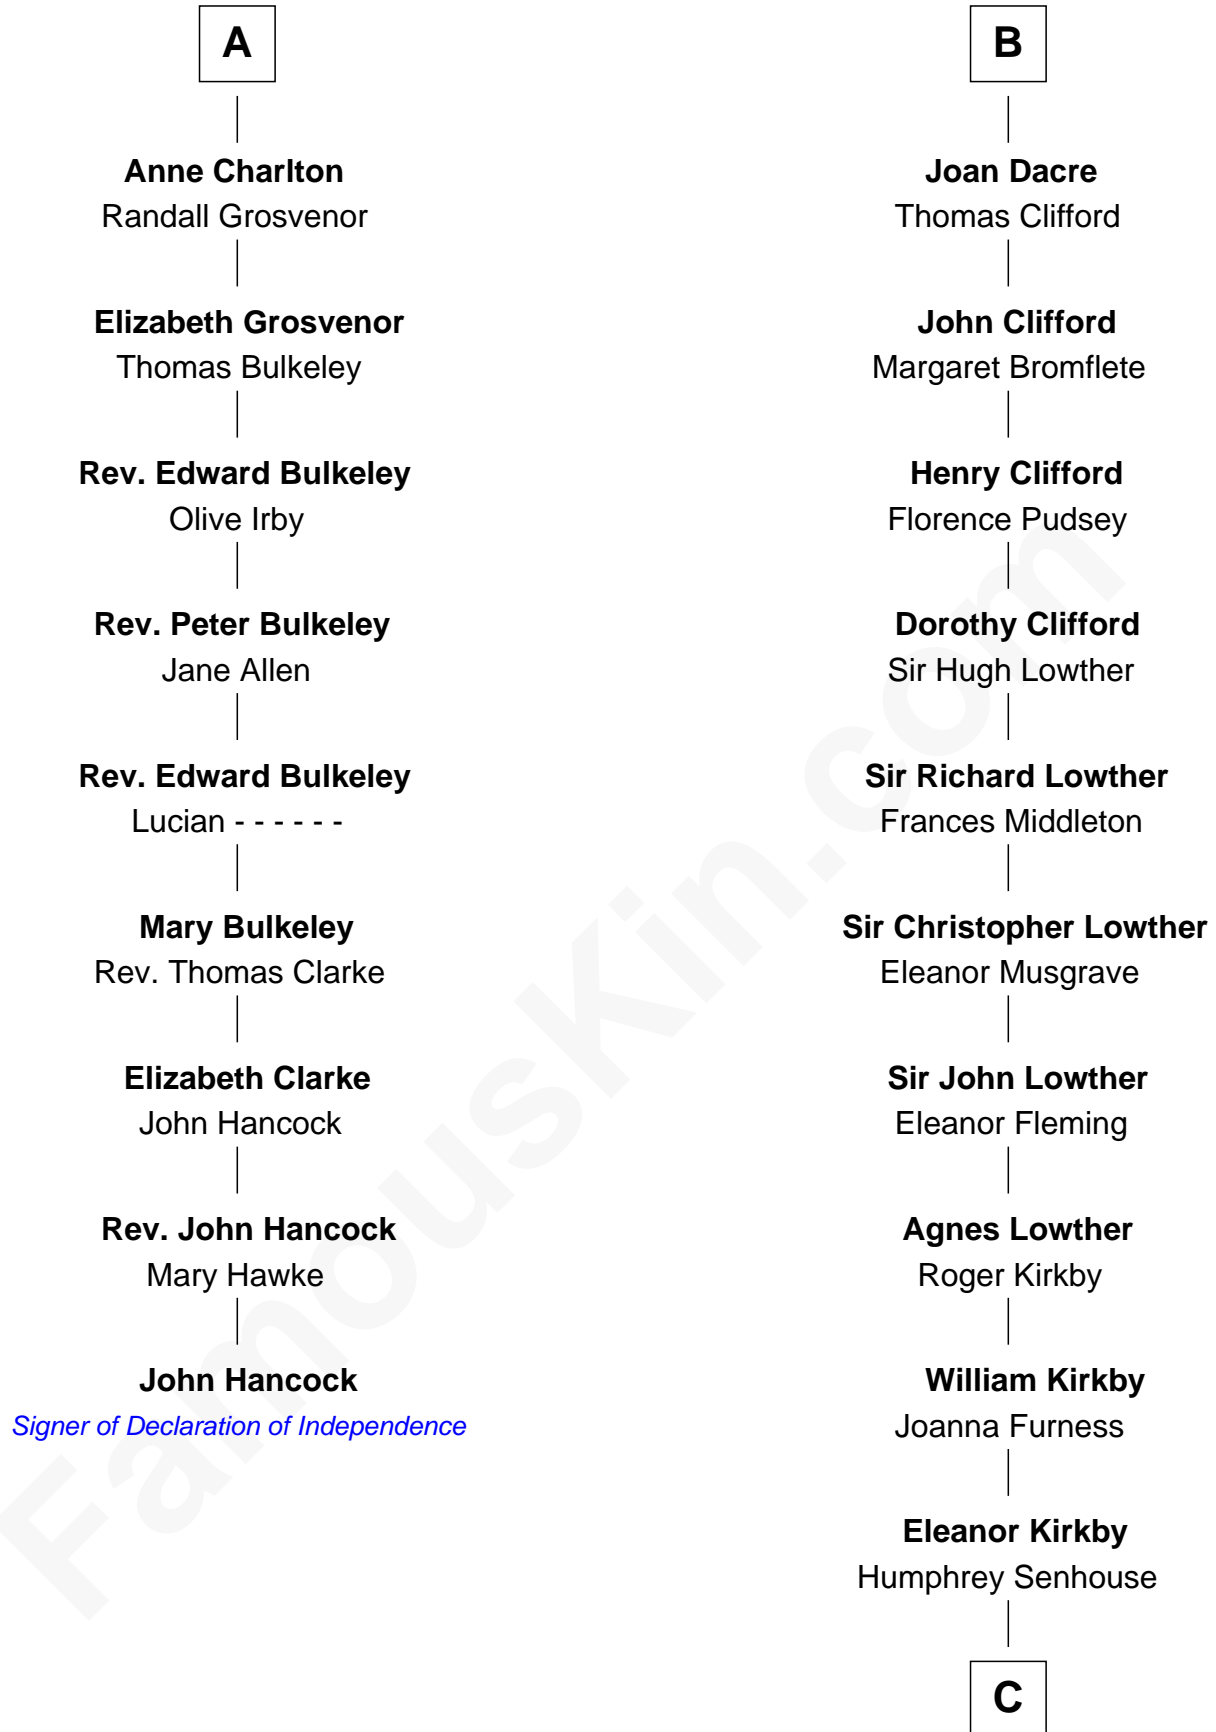 A
Anne Charlton
Randall Grosvenor
Elizabeth Grosvenor
Thomas Bulkeley
Rev. Edward Bulkeley
Olive Irby
Rev. Peter Bulkeley
Jane Allen
Rev. Edward Bulkeley
Lucian - - - - - -
Mary Bulkeley
Rev. Thomas Clarke
Elizabeth Clarke
John Hancock
Rev. John Hancock
Mary Hawke
John Hancock
Signer of Declaration of Independence
B
Joan Dacre
Thomas Clifford
John Clifford
Margaret Bromflete
Henry Clifford
Florence Pudsey
Dorothy Clifford
Sir Hugh Lowther
Sir Richard Lowther
Frances Middleton
Sir Christopher Lowther
Eleanor Musgrave
Sir John Lowther
Eleanor Fleming
Agnes Lowther
Roger Kirkby
William Kirkby
Joanna Furness
Eleanor Kirkby
Humphrey Senhouse
C
FamousKin.com